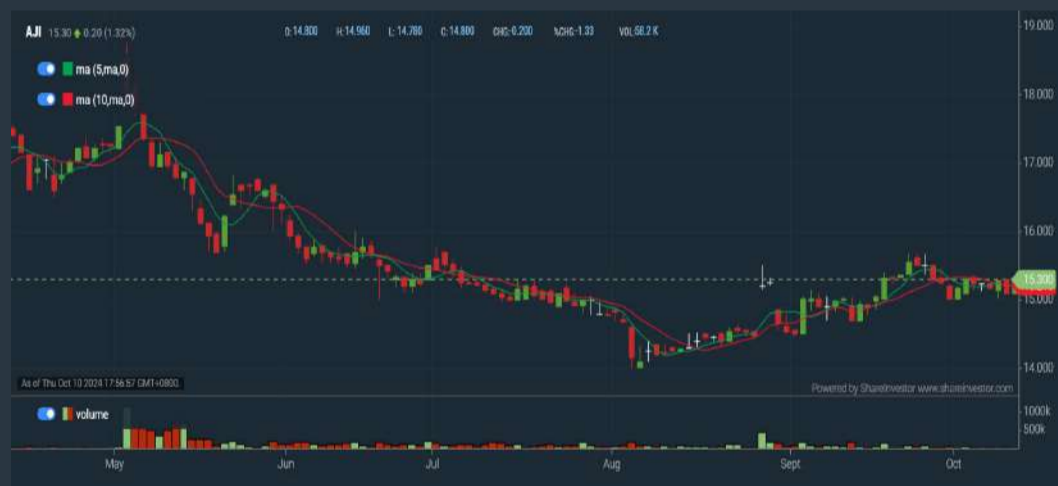 AJI 15.30 0.20 (1.32%) O:14.800 H:14.960 L:14.780 C:14.800 CHG:-0.200 %CHG:-1.33 VOL:58.2 K
ma (5,ma,0)
ma (10,ma,0)
19.000
18.000
17.000
16.000
15.300
15.000
14.000
As of Thu Oct 10 2024 17:56:57 GMT+0800.
Powered by ShareInvestor www.shareinvestor.com
volume
1000k
500k
May Jun Jul Aug Sept Oct